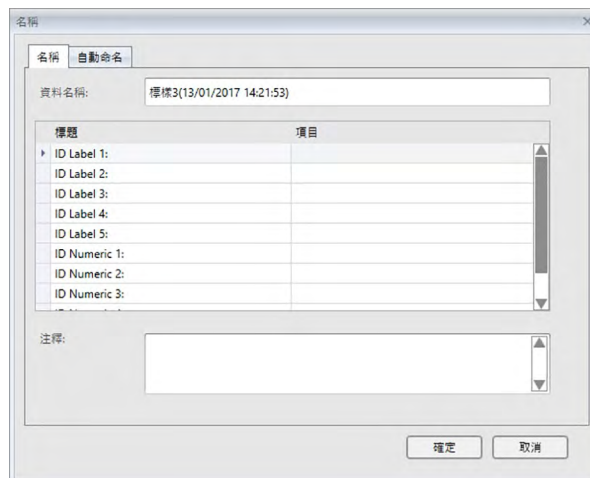 名稱
名稱 自動命名
資料名稱: 標樣3(13/01/2017 14:21:53)
標題 項目
ID Label 1:
ID Label 2:
ID Label 3:
ID Label 4:
ID Label 5:
ID Numeric 1:
ID Numeric 2:
ID Numeric 3:
注釋:
確定 取消